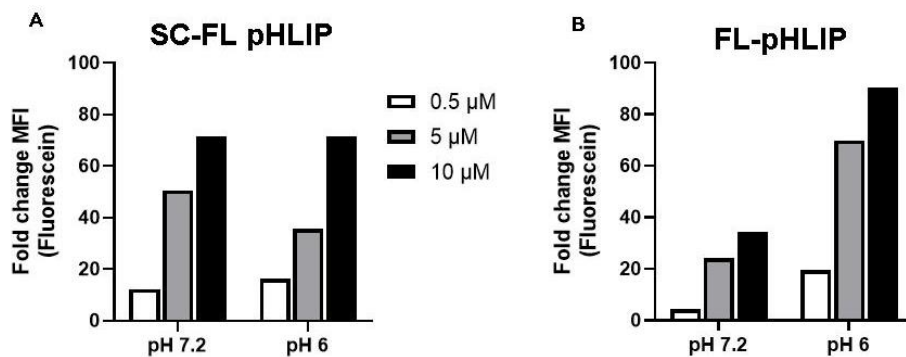 A
SC-FL pHLIP
Fold change MFI
(Fluorescein)
100
80
60
40
20
0
pH 7.2
pH 6
0.5 µM
5 µM
10 µM
B
FL-pHLIP
Fold change MFI
(Fluorescein)
100
80
60
40
20
0
pH 7.2
pH 6